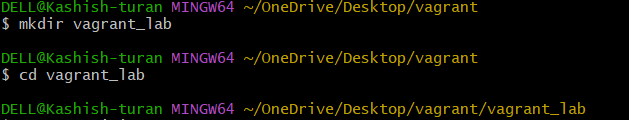 DELL@Kashish-turan MINGW64 ~/OneDrive/Desktop/vagrant
$ mkdir vagrant_lab
DELL@Kashish-turan MINGW64 ~/OneDrive/Desktop/vagrant
$ cd vagrant_lab
DELL@Kashish-turan MINGW64 ~/OneDrive/Desktop/vagrant/vagrant_lab